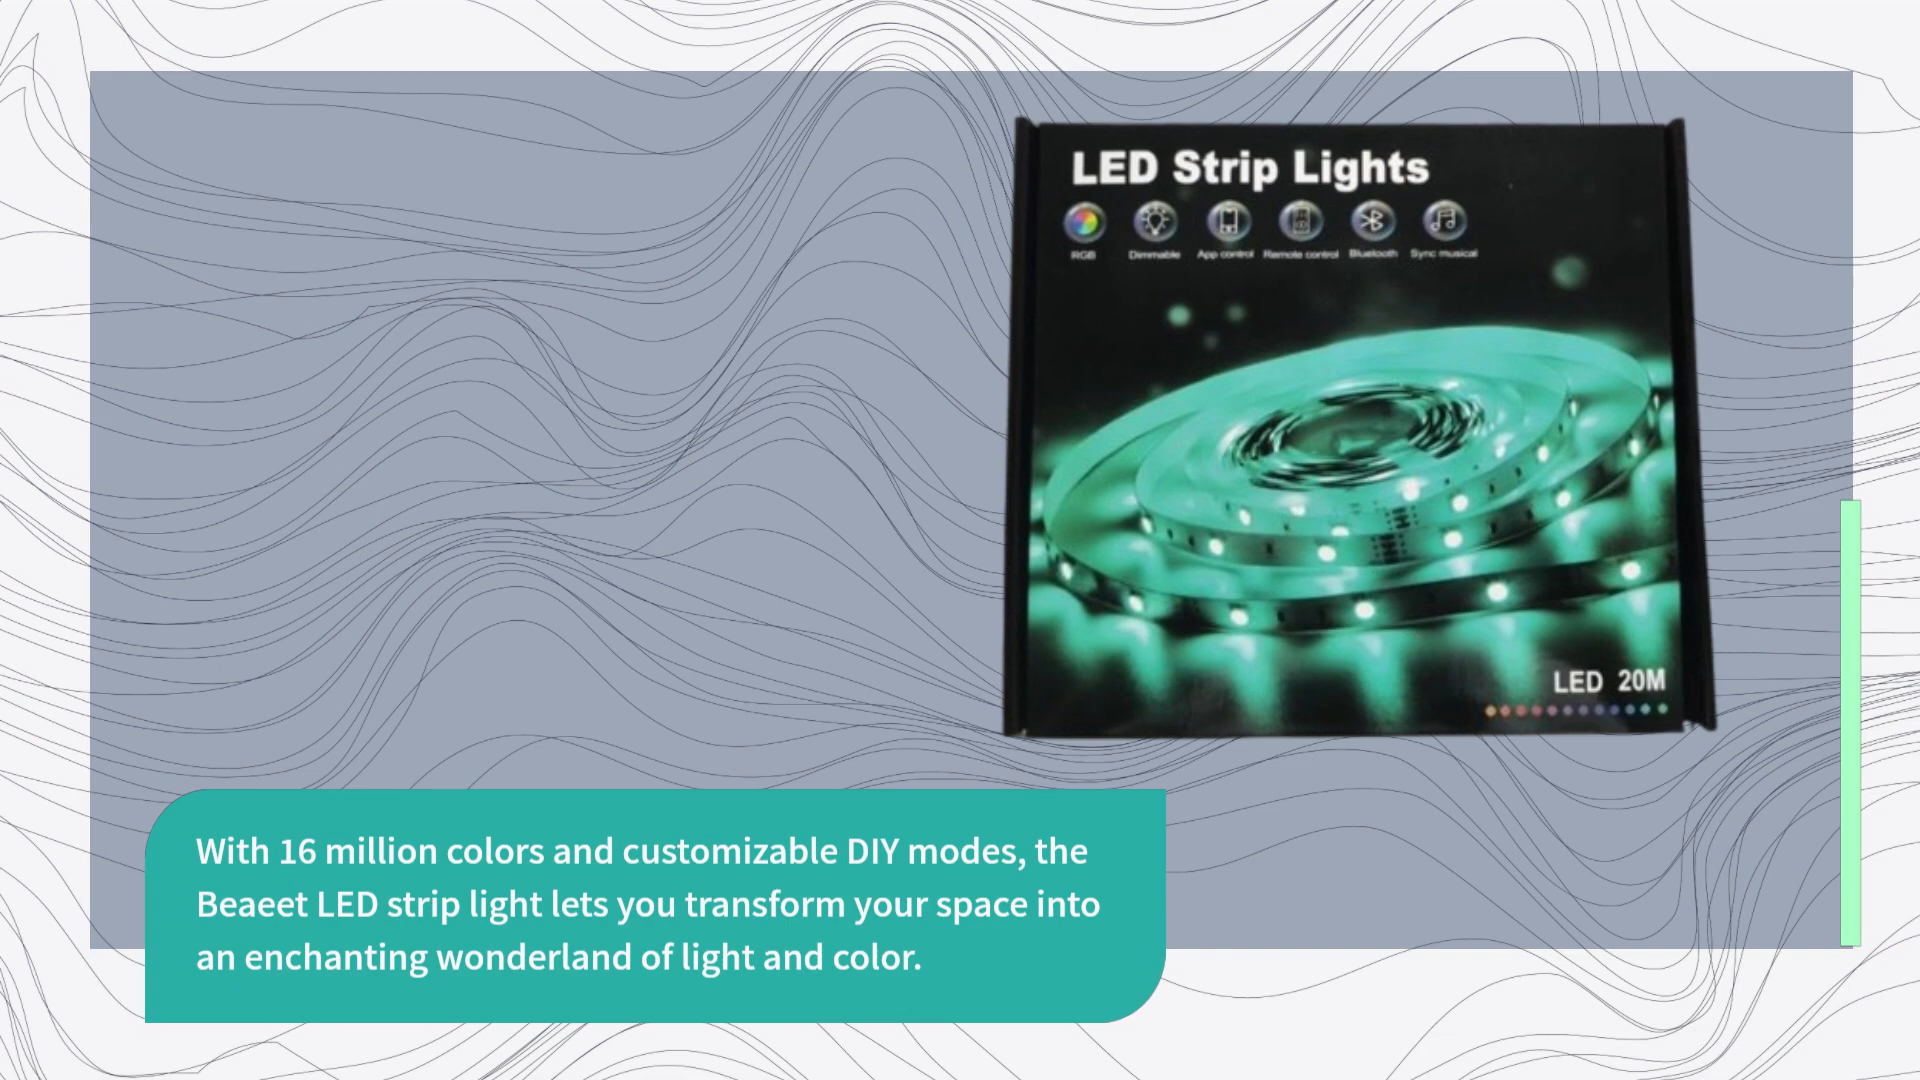 LED Strip Lights
RGB Dimmable App control Remote control Bluetooth Sync musical
LED 20M
With 16 million colors and customizable DIY modes, the
Beaeet LED strip light lets you transform your space into
an enchanting wonderland of light and color.